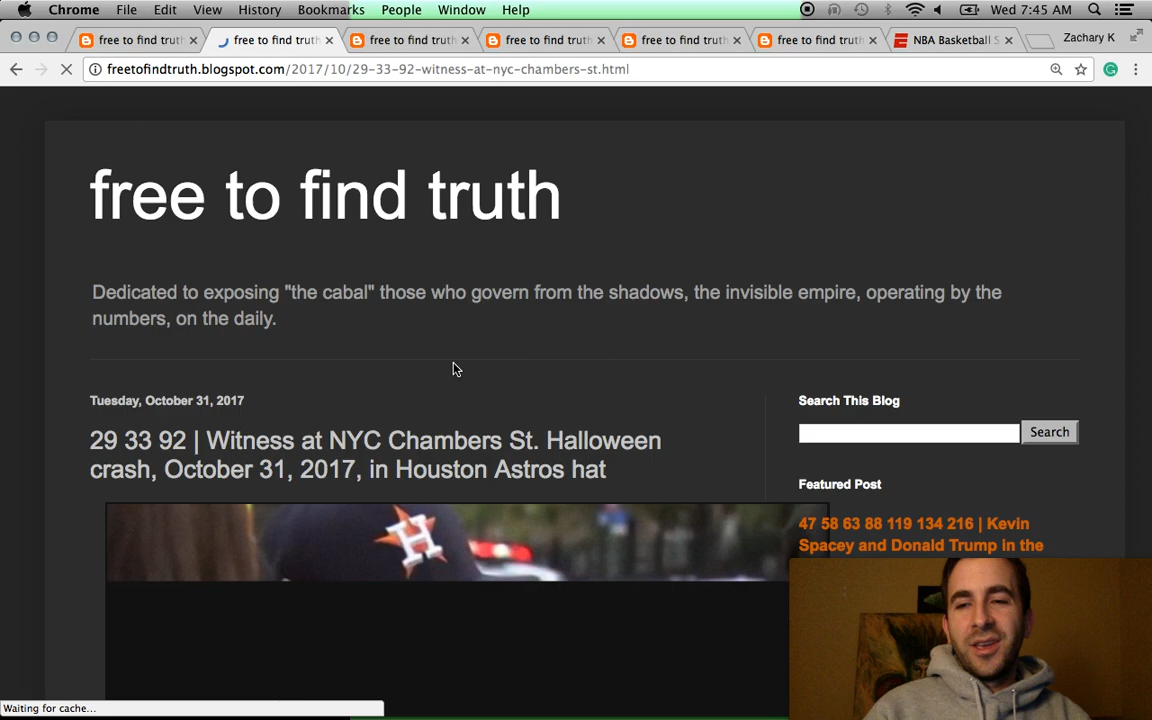 Chrome File Edit View History Bookmarks People Window Help Wed 7:45 AM
free to find truth free to find truth free to find truth free to find truth free to find truth free to find truth NBA Basketball S Zachary K
freetofindtruth.blogspot.com/2017/10/29-33-92-witness-at-nyc-chambers-st.html
free to find truth
Dedicated to exposing "the cabal" those who govern from the shadows, the invisible empire, operating by the
numbers, on the daily.
Tuesday, October 31, 2017
29 33 92 | Witness at NYC Chambers St. Halloween
crash, October 31, 2017, in Houston Astros hat
H
Search This Blog
Search
Featured Post
47 58 63 88 119 134 216 | Kevin
Spacey and Donald Trump in the
Waiting for cache...